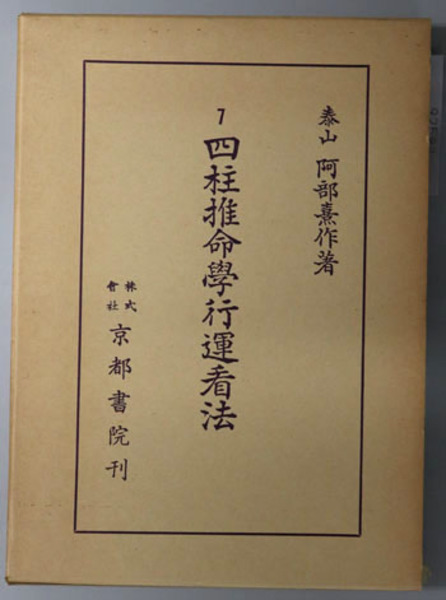 泰山 阿部熹作著
7
四柱推命學行運看法
株式會社 京都書院刊